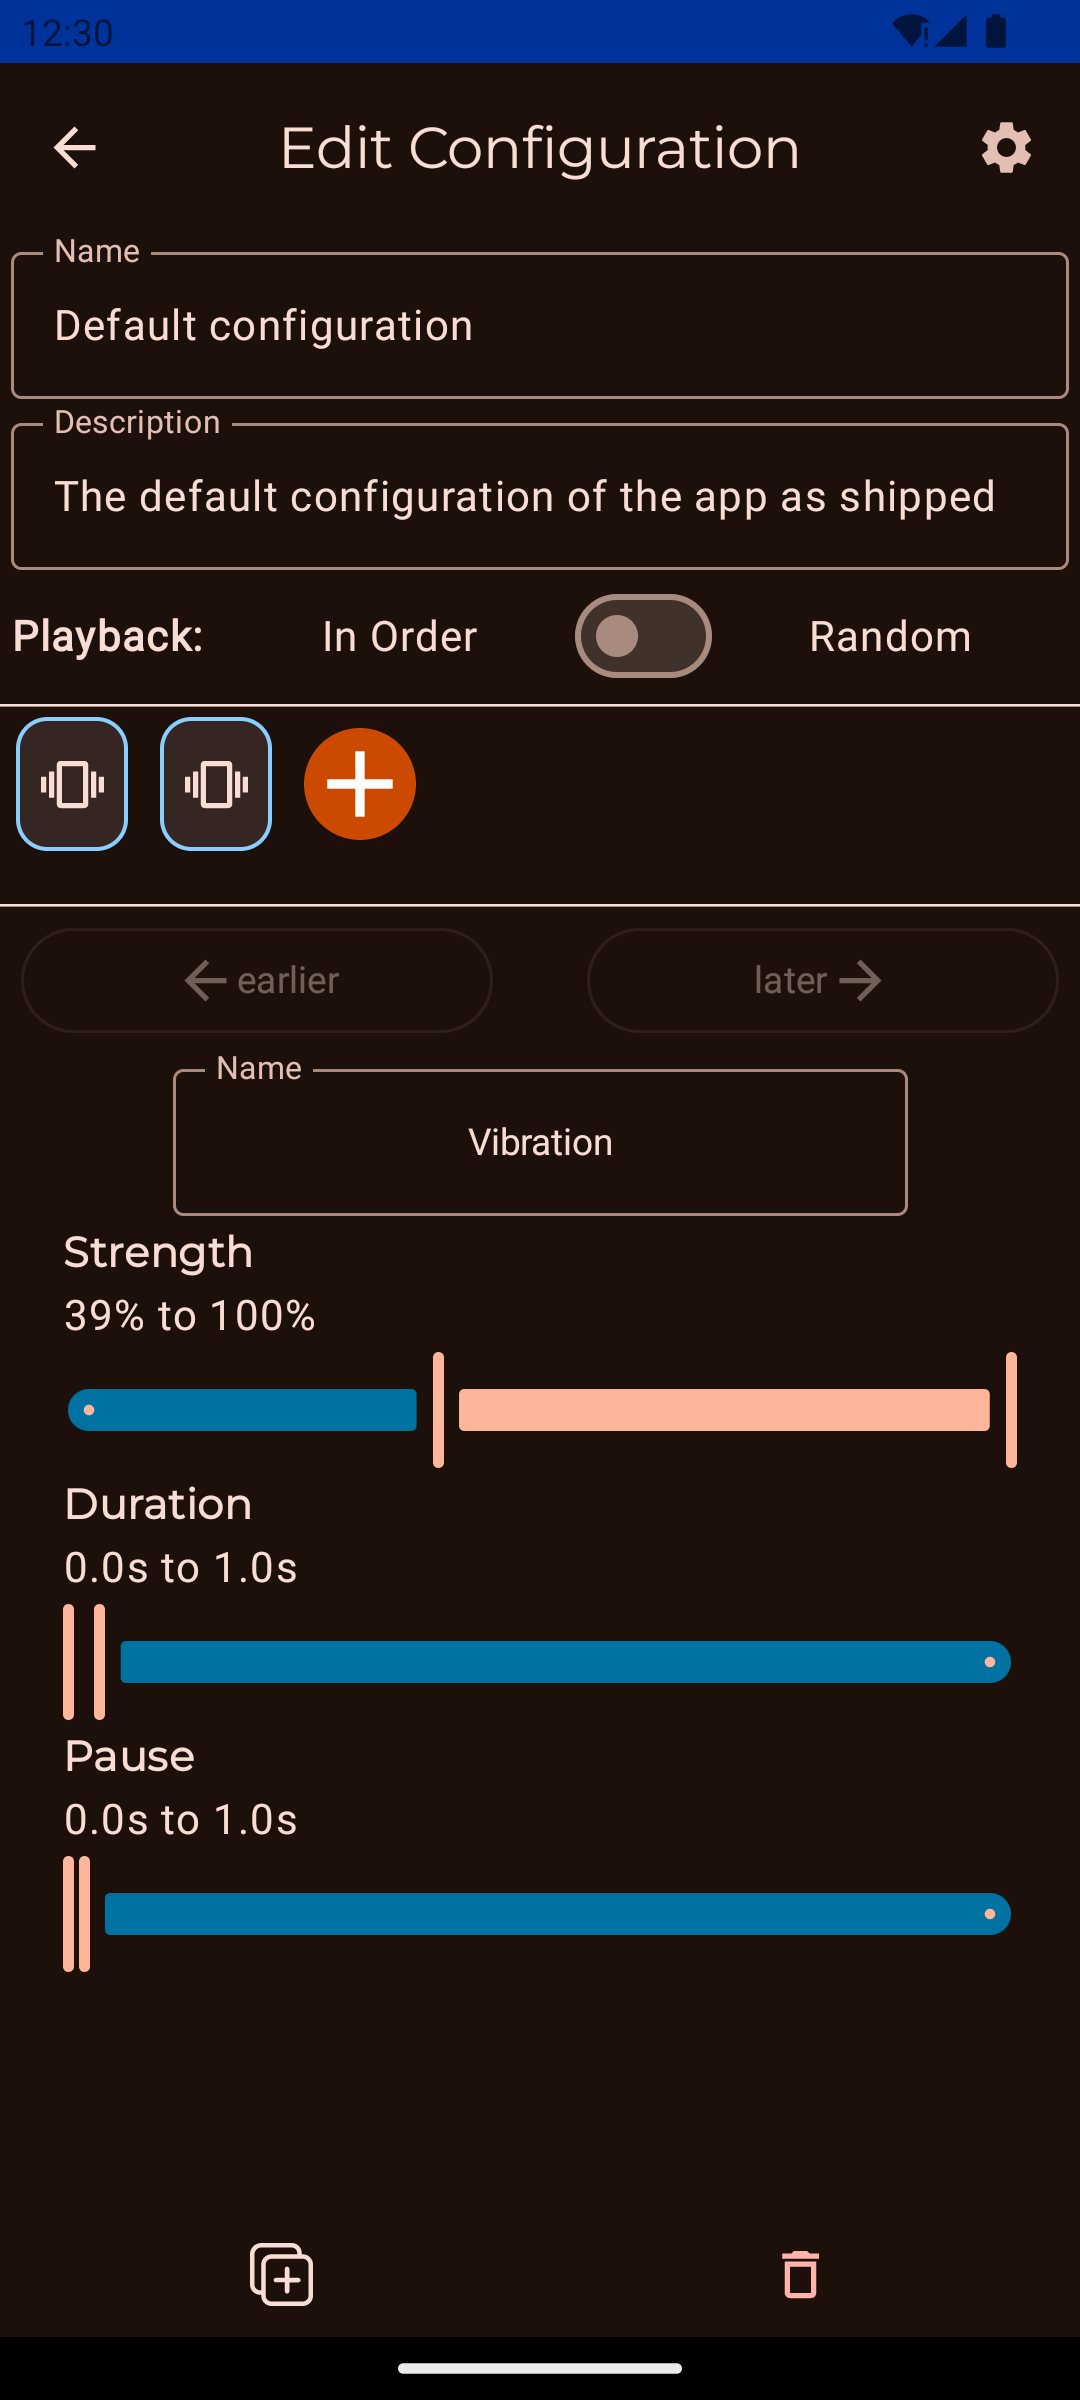 12:30
Edit Configuration
Name
Default configuration
Description
The default configuration of the app as shipped
Playback: In Order Random
earlier later
Name
Vibration
Strength
39% to 100%
Duration
0.0s to 1.0s
Pause
0.0s to 1.0s